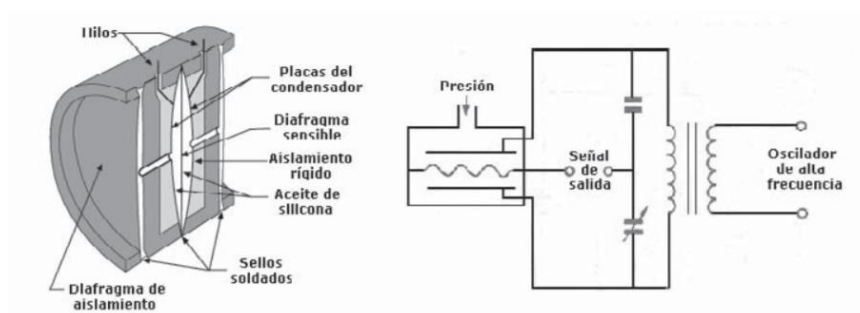 Hilos
Placas del
condensador
Diafragma
sensible
Aislamiento
rígido
Aceite de
silicona
Sellos
soldados
Diafragma de
aislamiento
Presión
Señal
de
salida
Oscilador
de alta
frecuencia